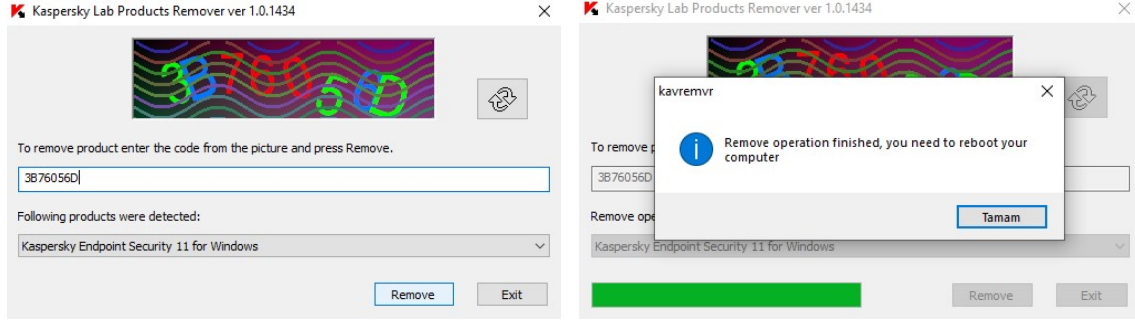 Kaspersky Lab Products Remover ver 1.0.1434
3B76056D
To remove product enter the code from the picture and press Remove.
3B76056D
Following products were detected:
Kaspersky Endpoint Security 11 for Windows
Remove
Exit
Kaspersky Lab Products Remover ver 1.0.1434
kavremvr
Remove operation finished, you need to reboot your
computer
Tamam
To remove
3B76056D
Remove ope
Kaspersky Endpoint Security 11 for Windows
Remove
Exit